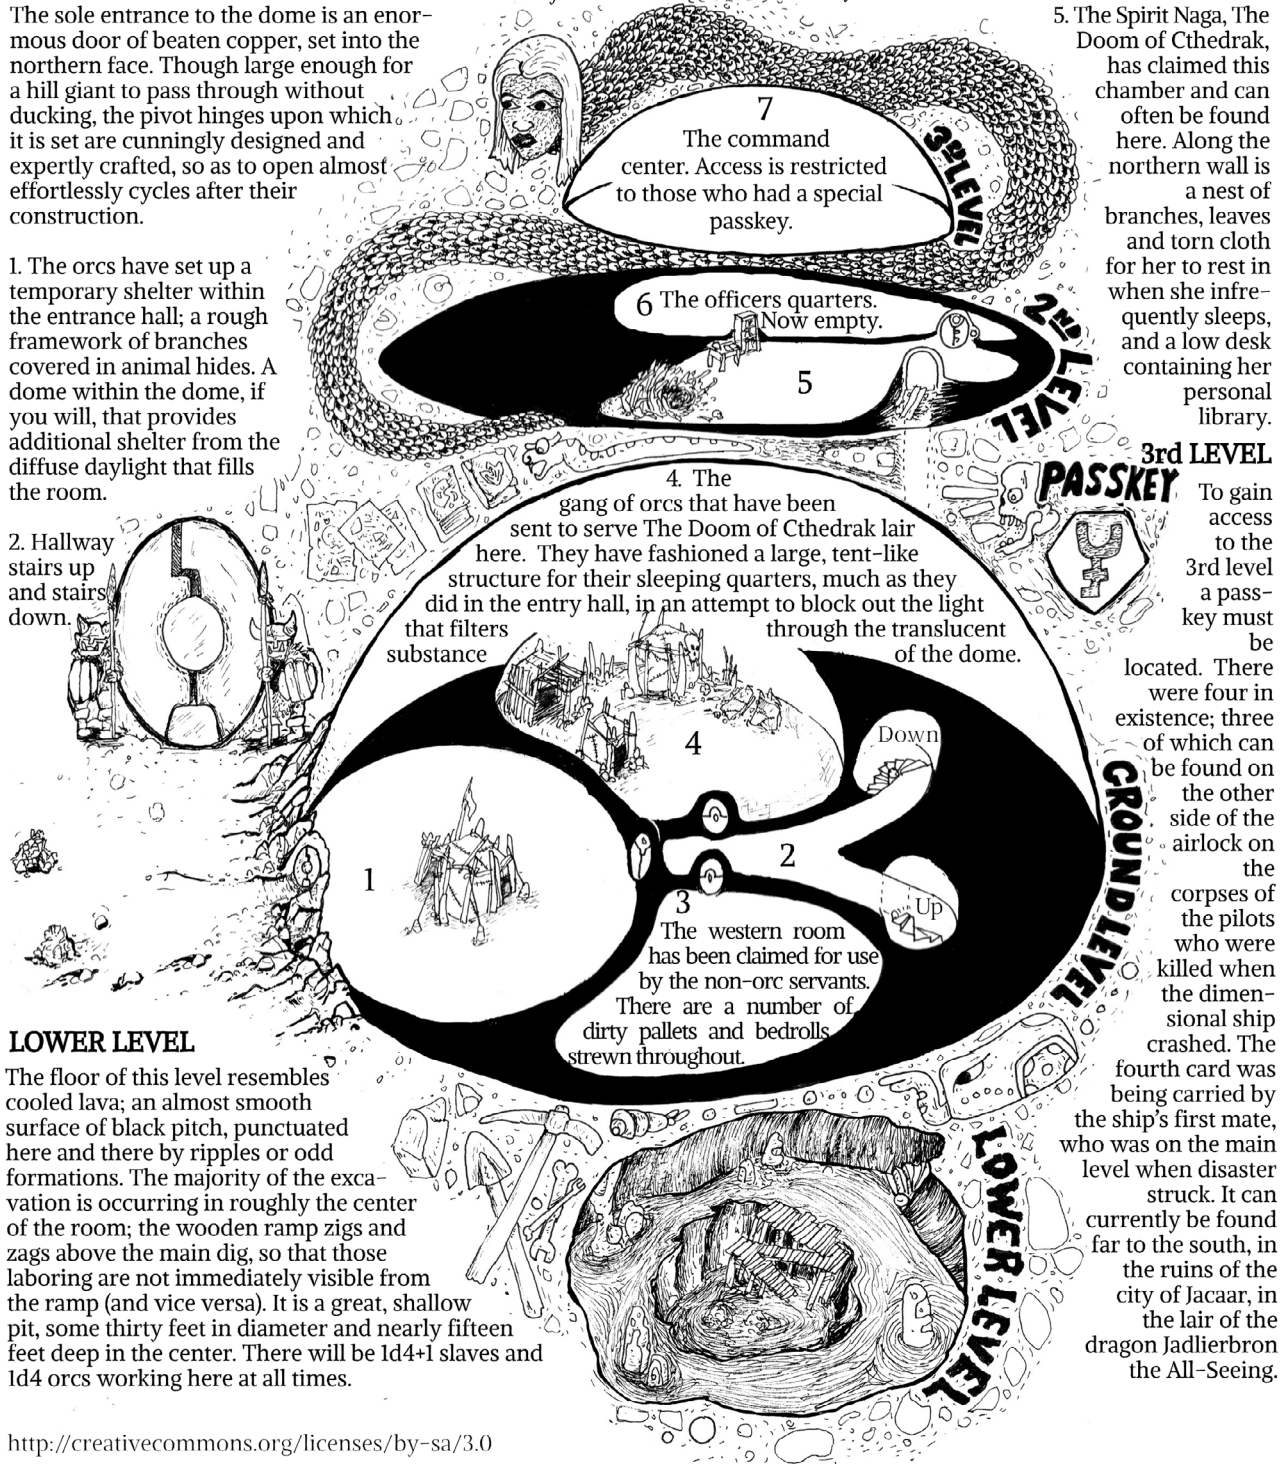 The sole entrance to the dome is an enor-
mous door of beaten copper, set into the
northern face. Though large enough for
a hill giant to pass through without
ducking, the pivot hinges upon which
it is set are cunningly designed and
expertly crafted, so as to open almost
effortlessly cycles after their
construction.
1. The orcs have set up a
temporary shelter within
the entrance hall; a rough
framework of branches
covered in animal hides. A
dome within the dome, if
you will, that provides
additional shelter from the
diffuse daylight that fills
the room.
2. Hallway
stairs up
and stairs
down.
LOWER LEVEL
The floor of this level resembles
cooled lava; an almost smooth
surface of black pitch, punctuated
here and there by ripples or odd
formations. The majority of the exca-
vation is occurring in roughly the center
of the room; the wooden ramp zigs and
zags above the main dig, so that those
laboring are not immediately visible from
the ramp (and vice versa). It is a great, shallow
pit, some thirty feet in diameter and nearly fifteen
feet deep in the center. There will be 1d4+1 slaves and
1d4 orcs working here at all times.
http://creativecommons.org/licenses/by-sa/3.0
7
The command
center. Access is restricted
to those who had a special
passkey.
3RD LEVEL
6 The officers quarters.
Now empty.
5
2ND LEVEL
4. The
gang of orcs that have been
sent to serve The Doom of Cthedrak lair
here. They have fashioned a large, tent-like
structure for their sleeping quarters, much as they
did in the entry hall, in an attempt to block out the light
that filters through the translucent
substance of the dome.
4
Down
1
2
Up
3
The western room
has been claimed for use
by the non-orc servants.
There are a number of
dirty pallets and bedrolls
strewn throughout.
GROUND LEVEL
LOWER LEVEL
5. The Spirit Naga, The
Doom of Cthedrak,
has claimed this
chamber and can
often be found
here. Along the
northern wall is
a nest of
branches, leaves
and torn cloth
for her to rest in
when she infre-
quently sleeps,
and a low desk
containing her
personal
library.
3rd LEVEL
PASSKEY
To gain
access
to the
3rd level
a pass-
key must
be
located. There
were four in
existence; three
of which can
be found on
the other
side of the
airlock on
the
corpses of
the pilots
who were
killed when
the dimen-
sional ship
crashed. The
fourth card was
being carried by
the ship's first mate,
who was on the main
level when disaster
struck. It can
currently be found
far to the south, in
the ruins of the
city of Jacaar, in
the lair of the
dragon Jadlierbron
the All-Seeing.